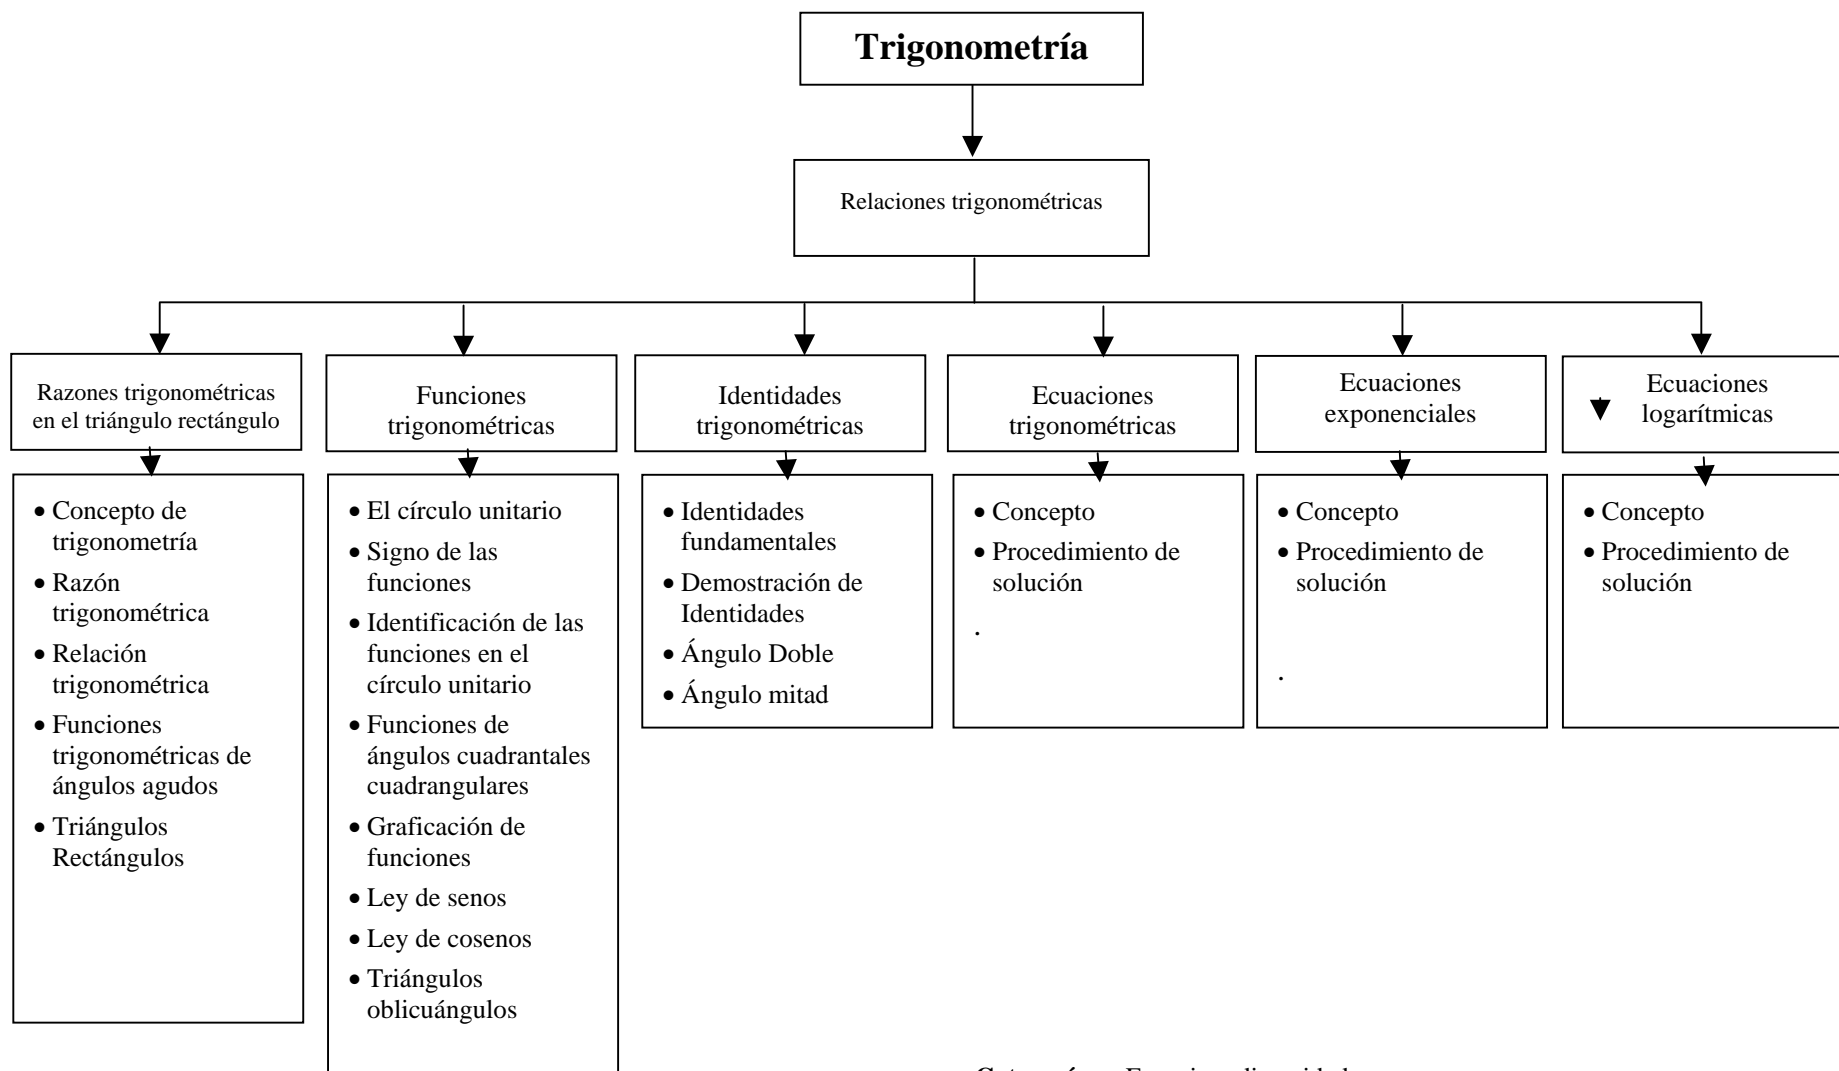 Trigonometría
Relaciones trigonométricas
Razones trigonométricas
en el triángulo rectángulo
Funciones
trigonométricas
Identidades
trigonométricas
Ecuaciones
trigonométricas
Ecuaciones
exponenciales
Ecuaciones
logarítmicas
• Concepto de
trigonometría
• Razón
trigonométrica
• Relación
trigonométrica
• Funciones
trigonométricas de
ángulos agudos
• Triángulos
Rectángulos
• El círculo unitario
• Signo de las
funciones
• Identificación de las
funciones en el
círculo unitario
• Funciones de
ángulos cuadrantales
cuadrangulares
• Graficación de
funciones
• Ley de senos
• Ley de cosenos
• Triángulos
oblicuángulos
• Identidades
fundamentales
• Demostración de
Identidades
• Ángulo Doble
• Ángulo mitad
• Concepto
• Procedimiento de
solución
.
• Concepto
• Procedimiento de
solución
.
• Concepto
• Procedimiento de
solución